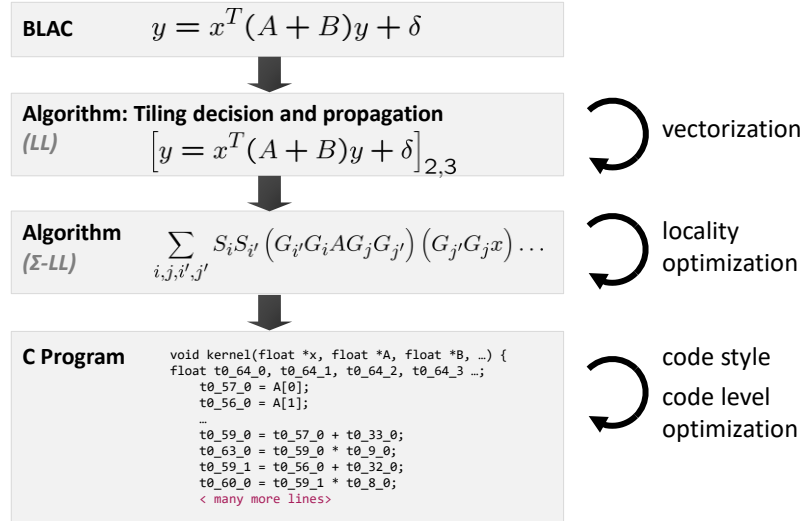 BLAC y = x^T(A + B)y + δ
Algorithm: Tiling decision and propagation
(LL)
[y = x^T(A + B)y + δ]_{2,3}
vectorization
Algorithm
(Σ-LL)
∑_{i,j,i',j'} S_i S_{i'} (G_{i'} G_i A G_j G_{j'}) (G_{j'} G_j x) ...
locality
optimization
C Program
void kernel(float *x, float *A, float *B, …) {
float t0_64_0, t0_64_1, t0_64_2, t0_64_3 …;
t0_57_0 = A[0];
t0_56_0 = A[1];
…
t0_59_0 = t0_57_0 + t0_33_0;
t0_63_0 = t0_59_0 * t0_9_0;
t0_59_1 = t0_56_0 + t0_32_0;
t0_60_0 = t0_59_1 * t0_8_0;
< many more lines>
code style
code level
optimization